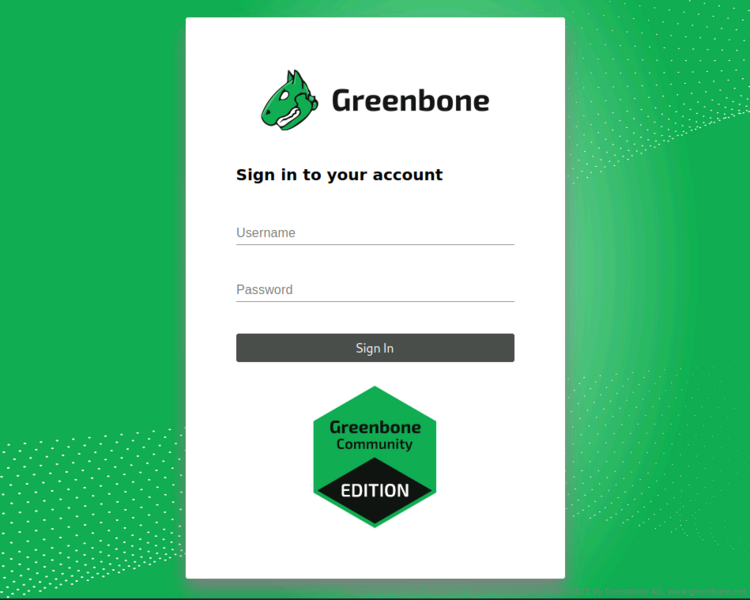 Greenbone
Sign in to your account
Username
Password
Sign In
Greenbone
Community
EDITION